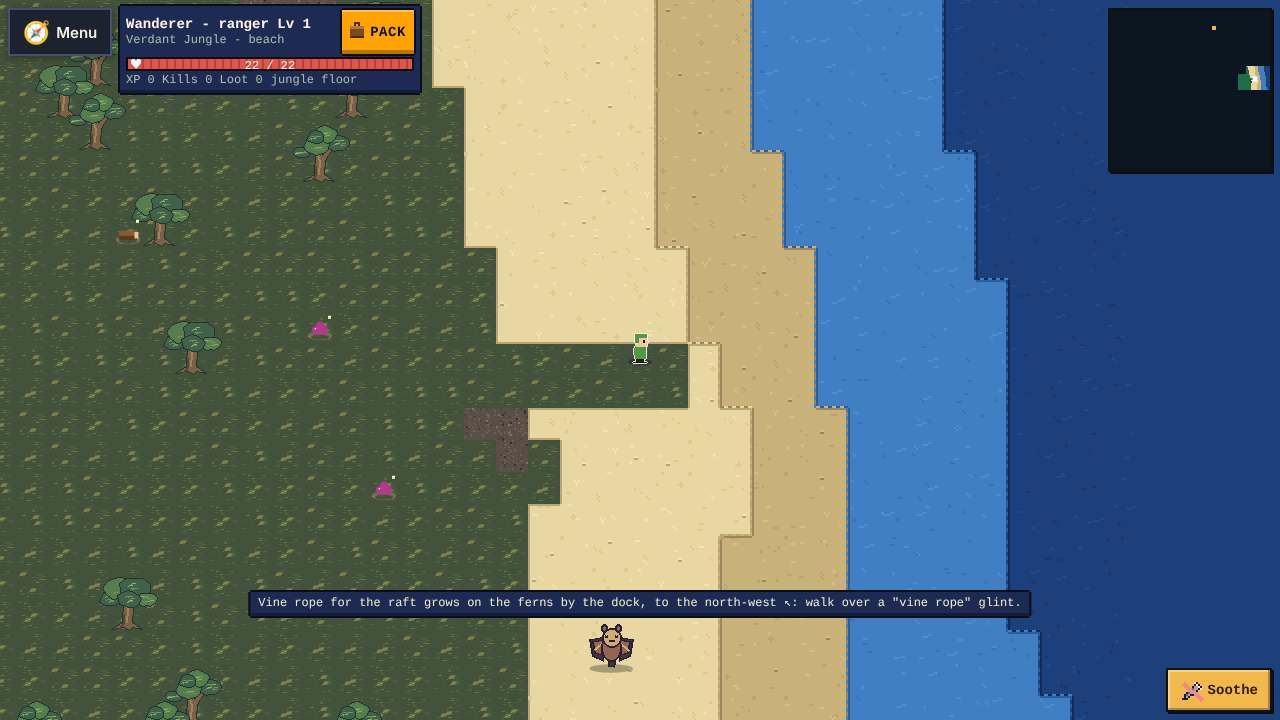 Menu
Wanderer - ranger Lv 1
Verdant Jungle - beach
PACK
22 / 22
XP 0 Kills 0 Loot 0 jungle floor
Vine rope for the raft grows on the ferns by the dock, to the north-west ↖: walk over a "vine rope" glint.
Soothe